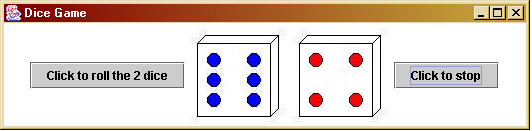 Dice Game
Click to roll the 2 dice
Click to stop